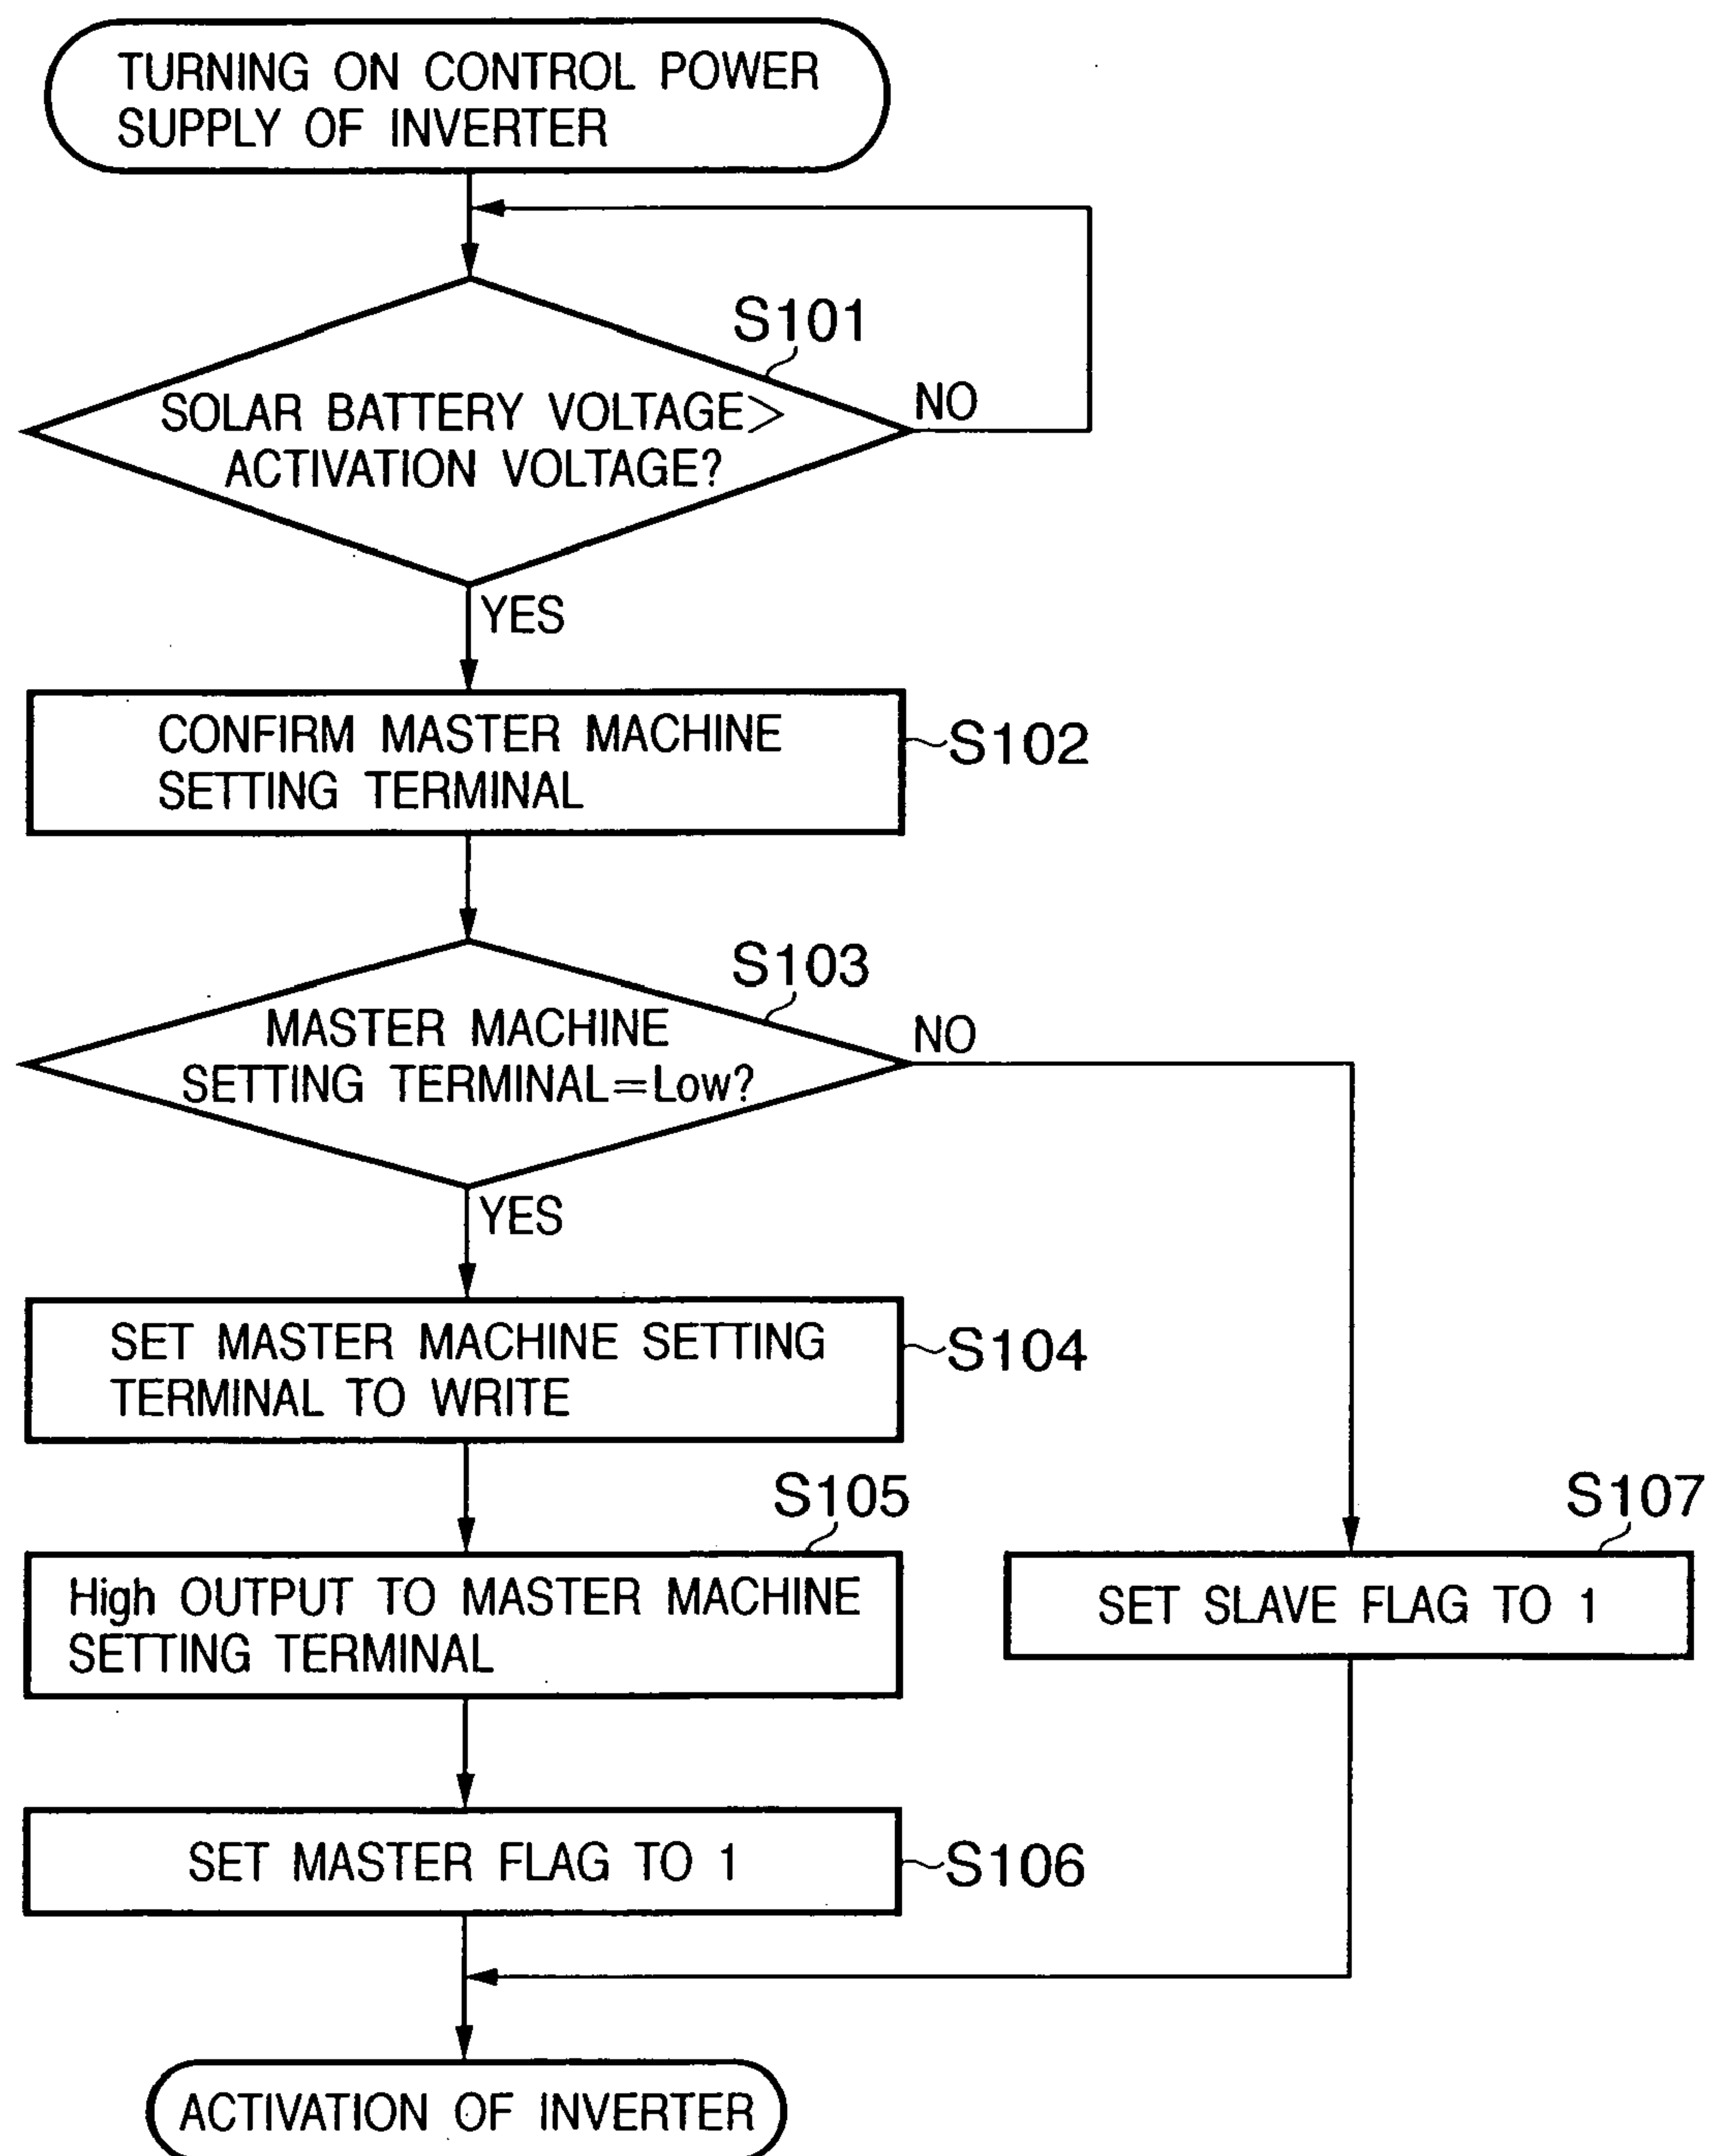 TURNING ON CONTROL POWER
SUPPLY OF INVERTER
S101
SOLAR BATTERY VOLTAGE>
ACTIVATION VOLTAGE?
NO
YES
CONFIRM MASTER MACHINE
SETTING TERMINAL
S102
S103
MASTER MACHINE
SETTING TERMINAL=Low?
NO
YES
SET MASTER MACHINE SETTING
TERMINAL TO WRITE
S104
S105
High OUTPUT TO MASTER MACHINE
SETTING TERMINAL
S107
SET SLAVE FLAG TO 1
SET MASTER FLAG TO 1
S106
ACTIVATION OF INVERTER